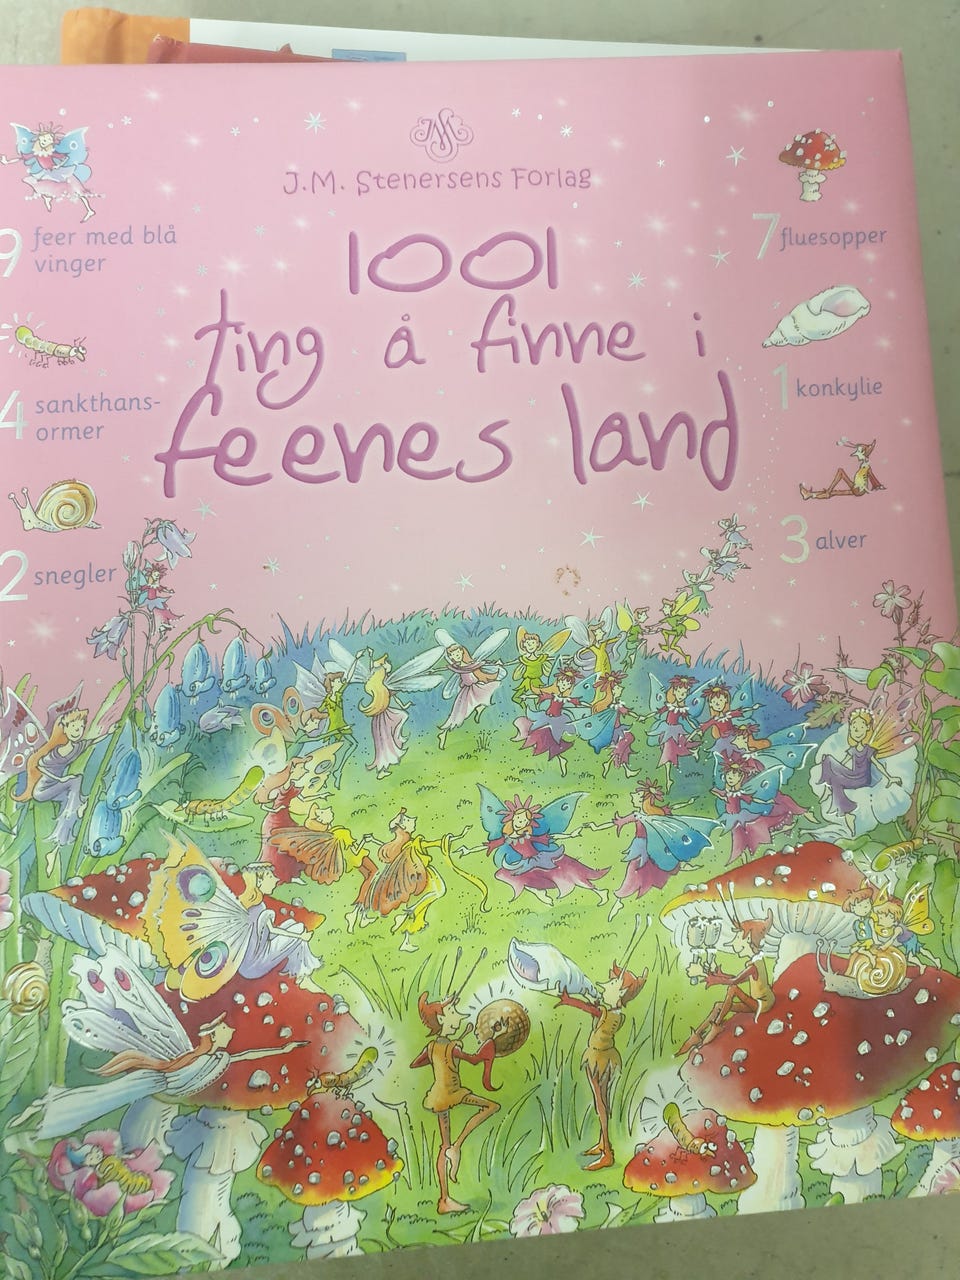 J.M. Stenersens Forlag
1001
ting å finne i
feenes land
9 feer med blå
vinger
4 sankthans-
ormer
2 snegler
7 fluesopper
1 konkylie
3 alver